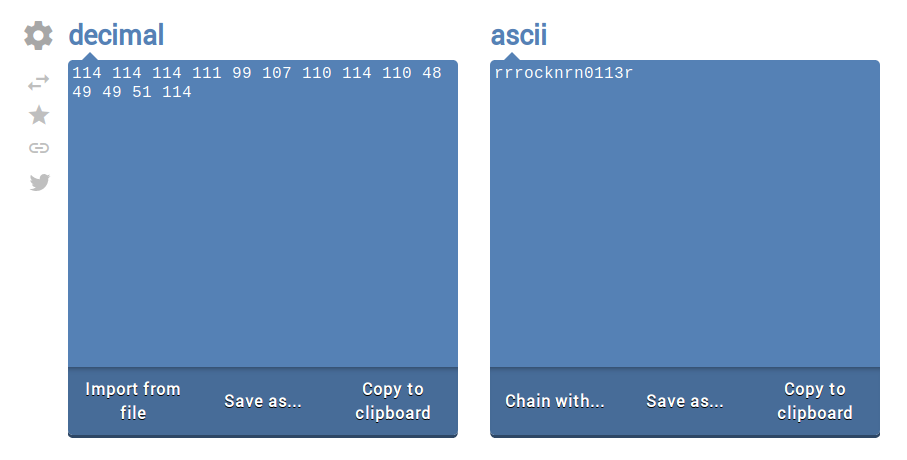 decimal
114 114 114 111 99 107 110 114 110 48
49 49 51 114
Import from
file
Save as...
Copy to
clipboard
ascii
rrrocknrn0113r
Chain with...
Save as...
Copy to
clipboard